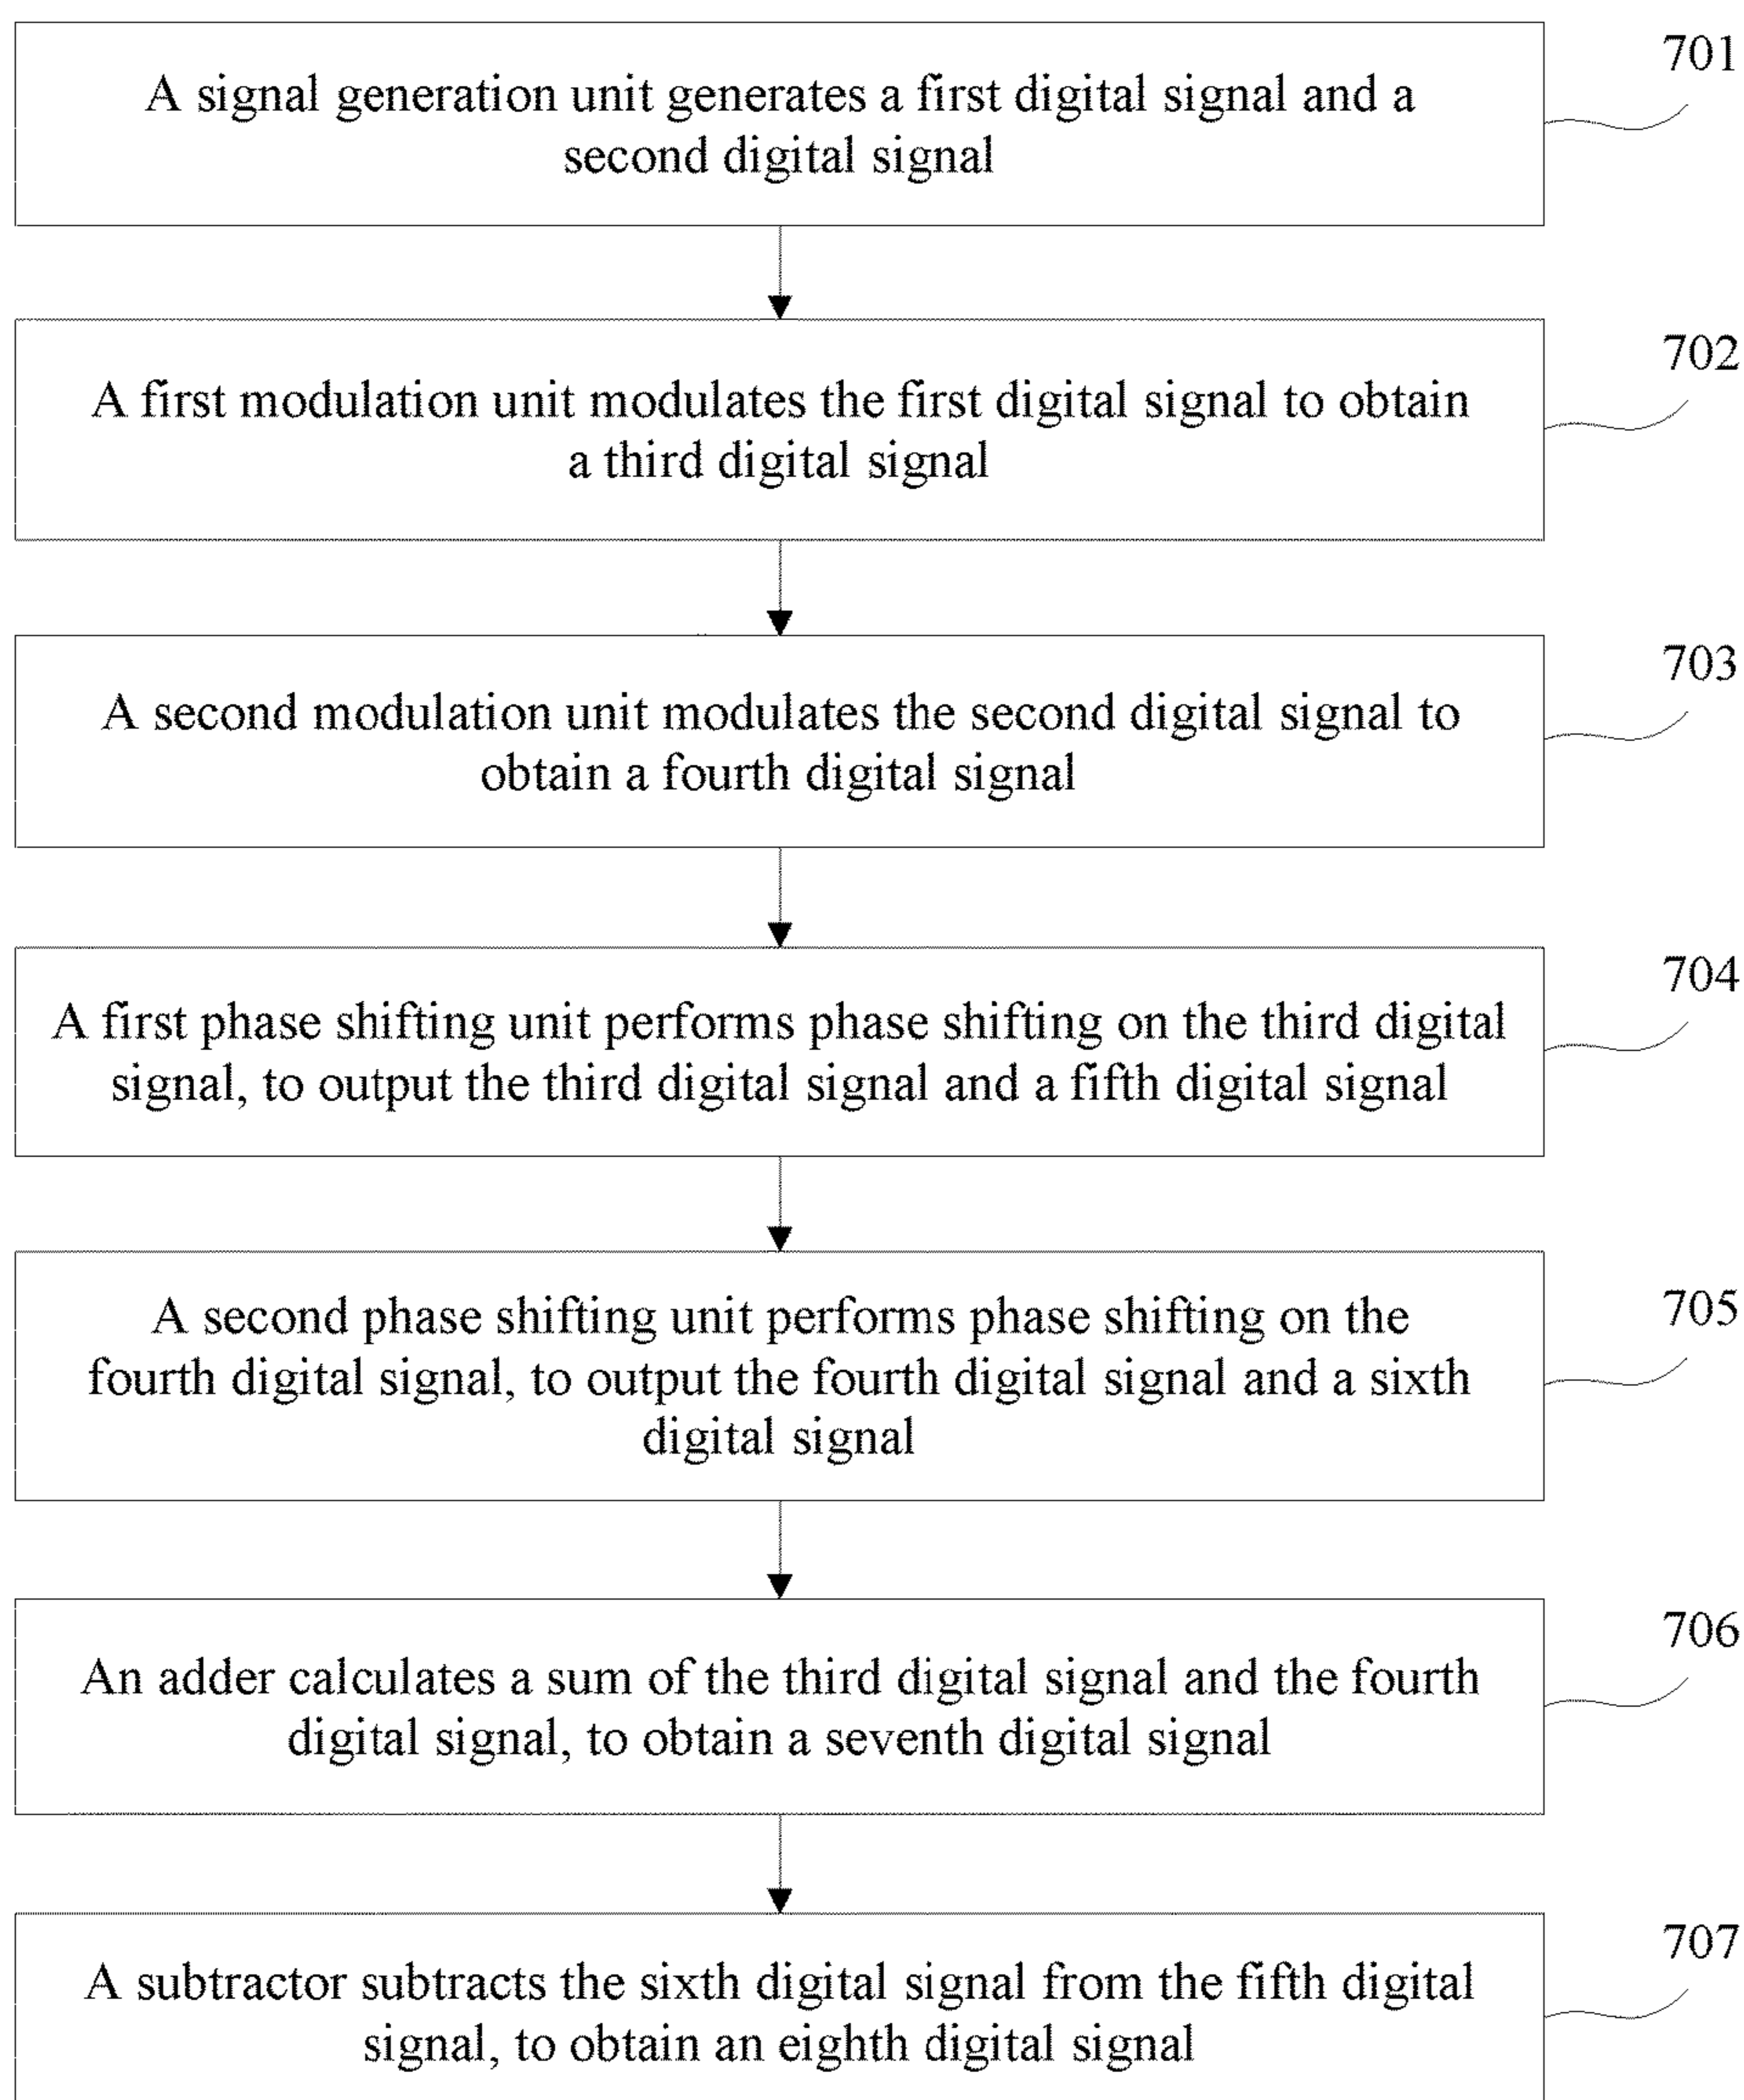 701
A signal generation unit generates a first digital signal and a
second digital signal
702
A first modulation unit modulates the first digital signal to obtain
a third digital signal
703
A second modulation unit modulates the second digital signal to
obtain a fourth digital signal
704
A first phase shifting unit performs phase shifting on the third digital
signal, to output the third digital signal and a fifth digital signal
705
A second phase shifting unit performs phase shifting on the
fourth digital signal, to output the fourth digital signal and a sixth
digital signal
706
An adder calculates a sum of the third digital signal and the fourth
digital signal, to obtain a seventh digital signal
707
A subtractor subtracts the sixth digital signal from the fifth digital
signal, to obtain an eighth digital signal